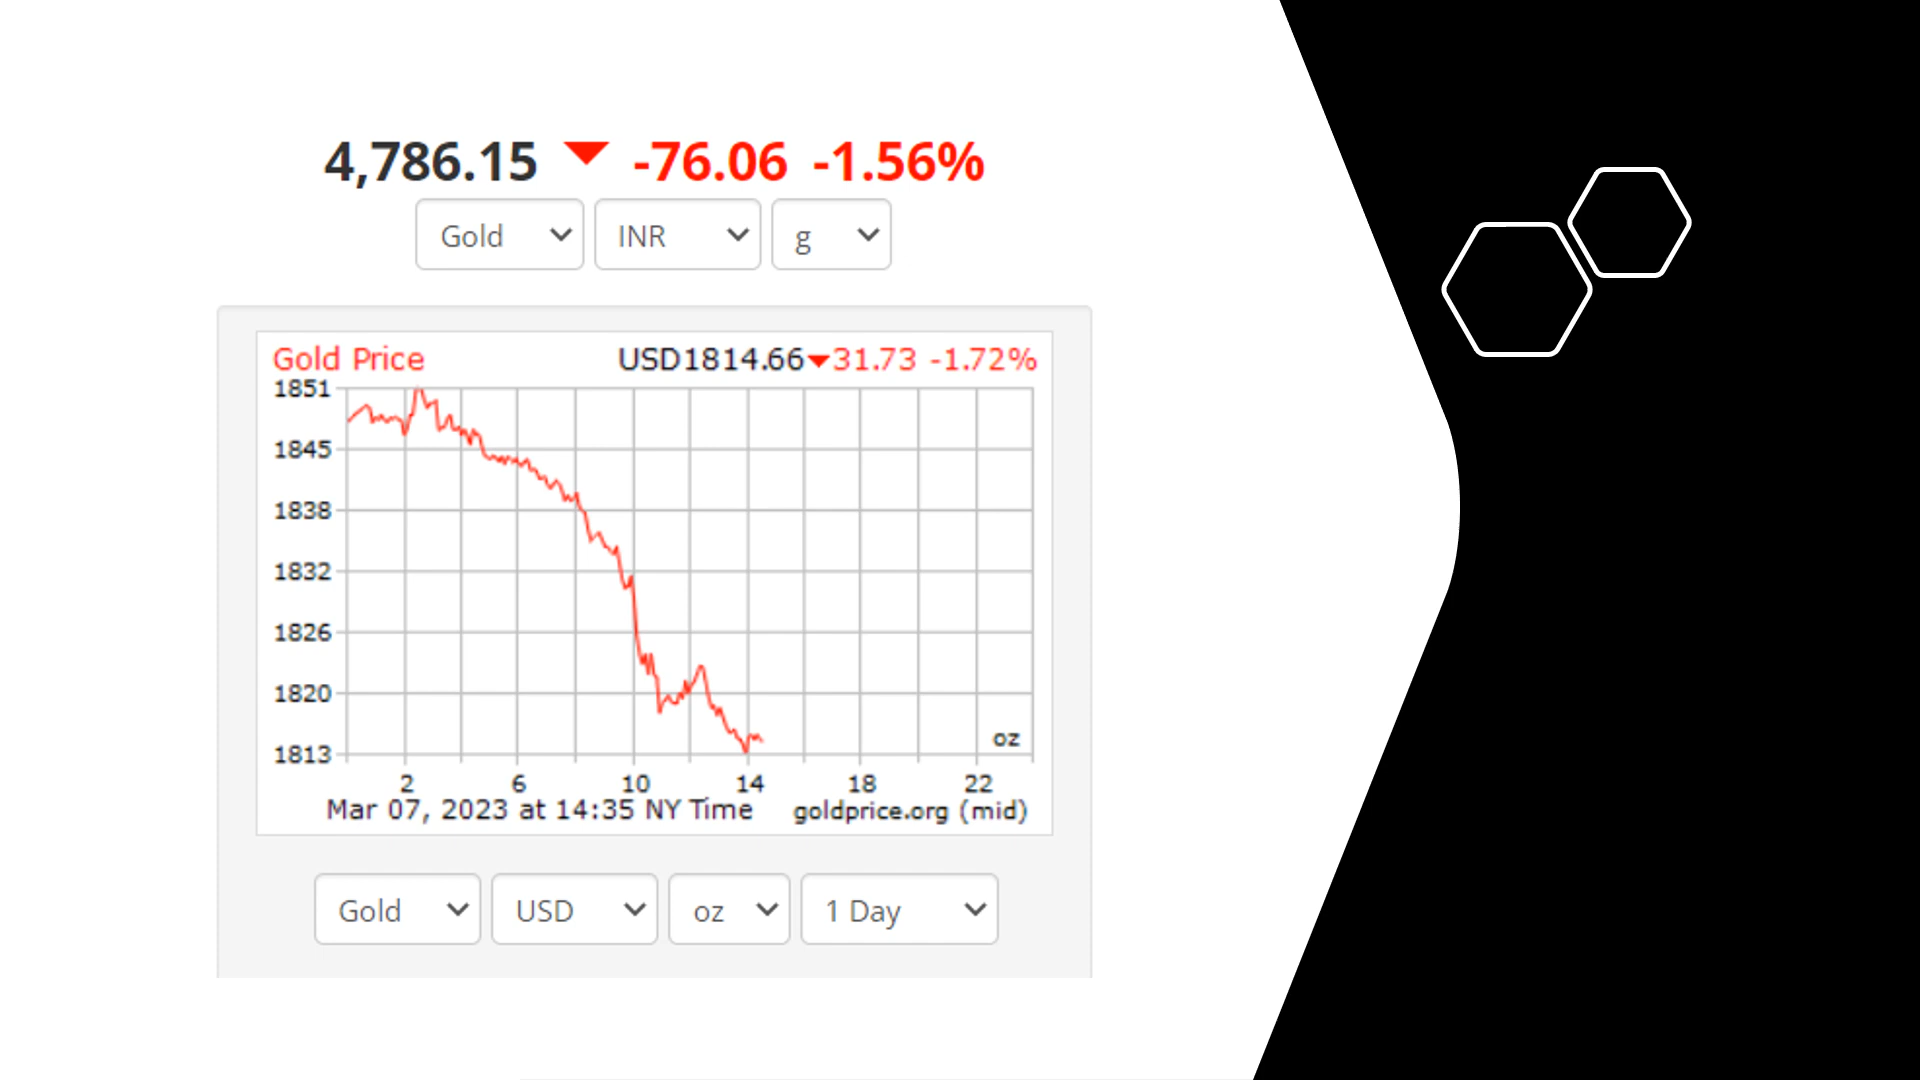 4,786.15 ▼ -76.06 -1.56%
Gold INR g
Gold Price USD1814.66▼31.73 -1.72%
1851
1845
1838
1832
1826
1820
oz
1813
2 6 10 14 18 22
Mar 07, 2023 at 14:35 NY Time goldprice.org (mid)
Gold USD oz 1 Day